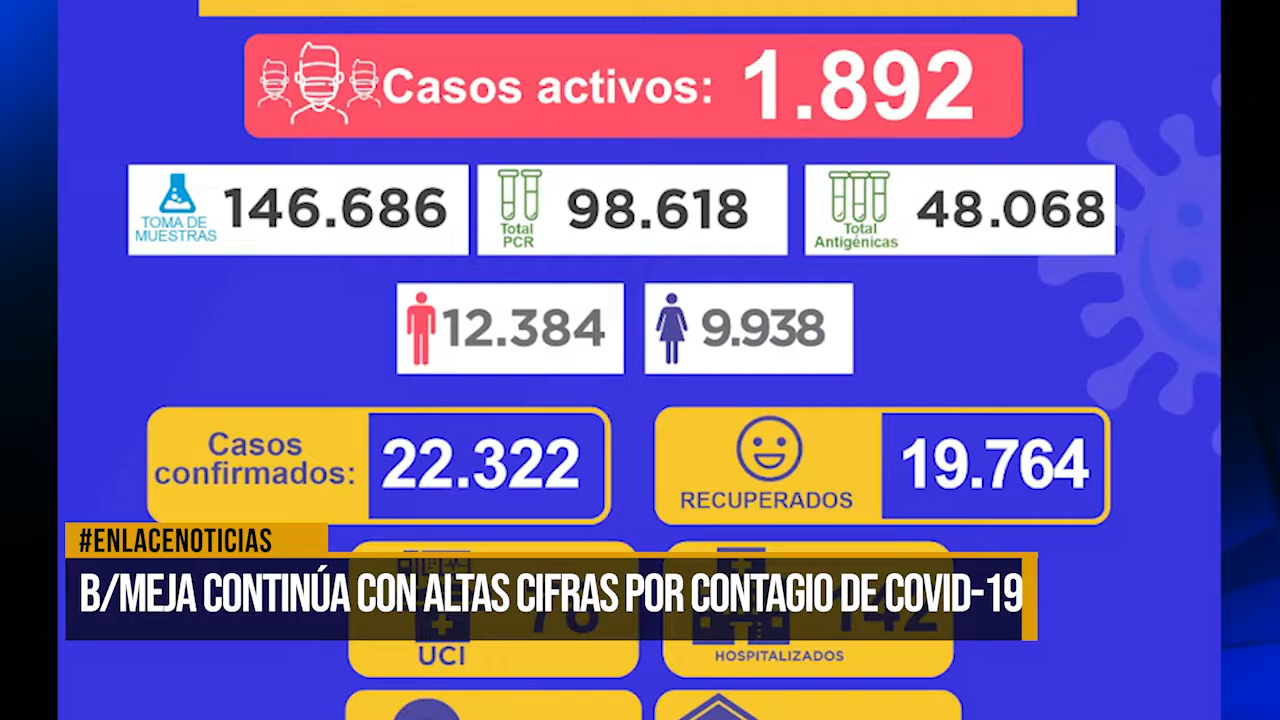 Casos activos: 1.892
TOMA DE
MUESTRAS
146.686
Total
PCR
98.618
Total
Antigénicas
48.068
12.384
9.938
Casos
confirmados:
22.322
RECUPERADOS
19.764
#ENLACENOTICIAS
B/MEJA CONTINÚA CON ALTAS CIFRAS POR CONTAGIO DE COVID-19
142
UCI
HOSPITALIZADOS